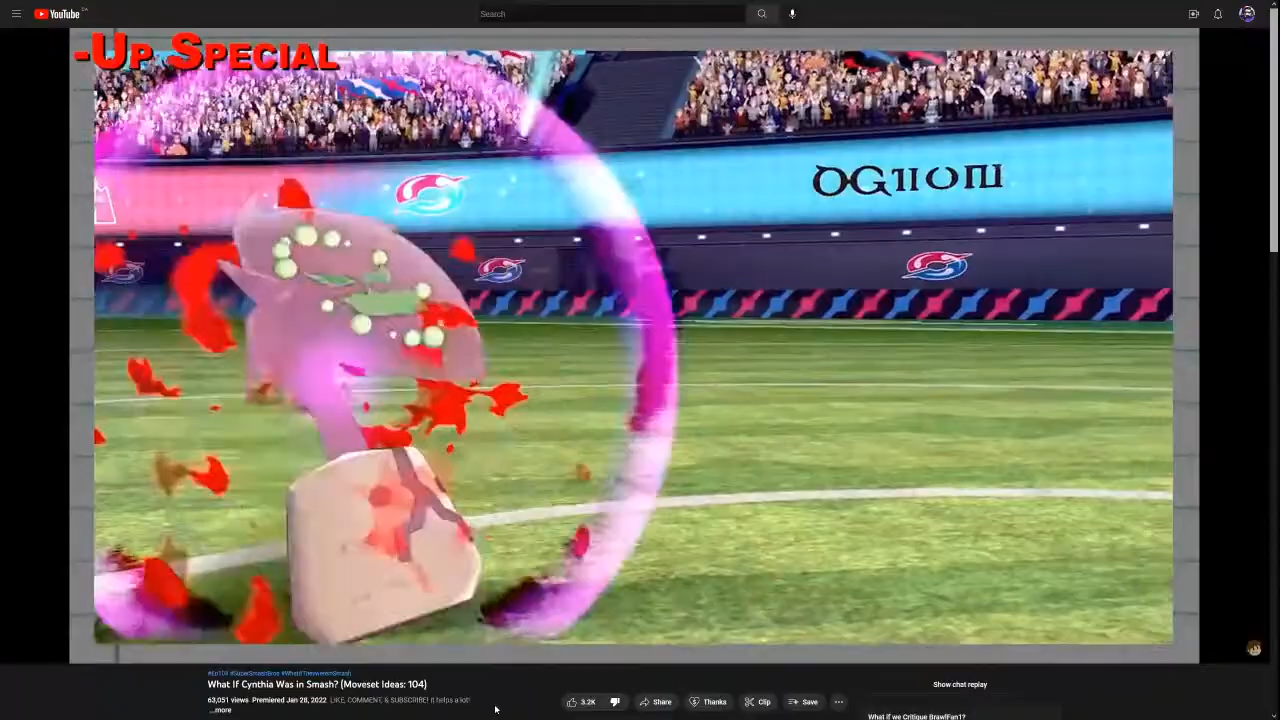 YouTube CA
Search
-Up Special
#Ep104 #SuperSmashBros #WhatIfTheywereinSmash
What If Cynthia Was in Smash? (Moveset Ideas: 104)
63,051 views Premiered Jan 28, 2022 LIKE, COMMENT, & SUBSCRIBE! It helps a lot!
...more
3.2K
Share
Thanks
Clip
Save
Show chat replay
What if we Critique BrawlFan1?